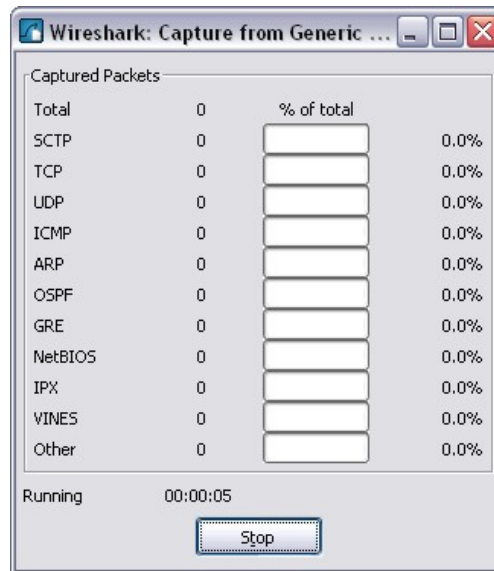 Wireshark: Capture from Generic ...
Captured Packets
Total 0 % of total
SCTP 0 0.0%
TCP 0 0.0%
UDP 0 0.0%
ICMP 0 0.0%
ARP 0 0.0%
OSPF 0 0.0%
GRE 0 0.0%
NetBIOS 0 0.0%
IPX 0 0.0%
VINES 0 0.0%
Other 0 0.0%
Running 00:00:05
Stop